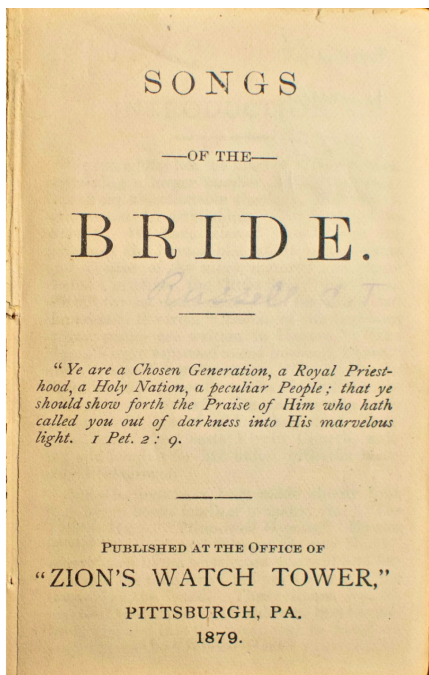 SONGS
—OF THE—
BRIDE.
Russell C T
"Ye are a Chosen Generation, a Royal Priest-
hood, a Holy Nation, a peculiar People; that ye
should show forth the Praise of Him who hath
called you out of darkness into His marvelous
light. 1 Pet. 2: 9.
PUBLISHED AT THE OFFICE OF
"ZION'S WATCH TOWER,"
PITTSBURGH, PA.
1879.